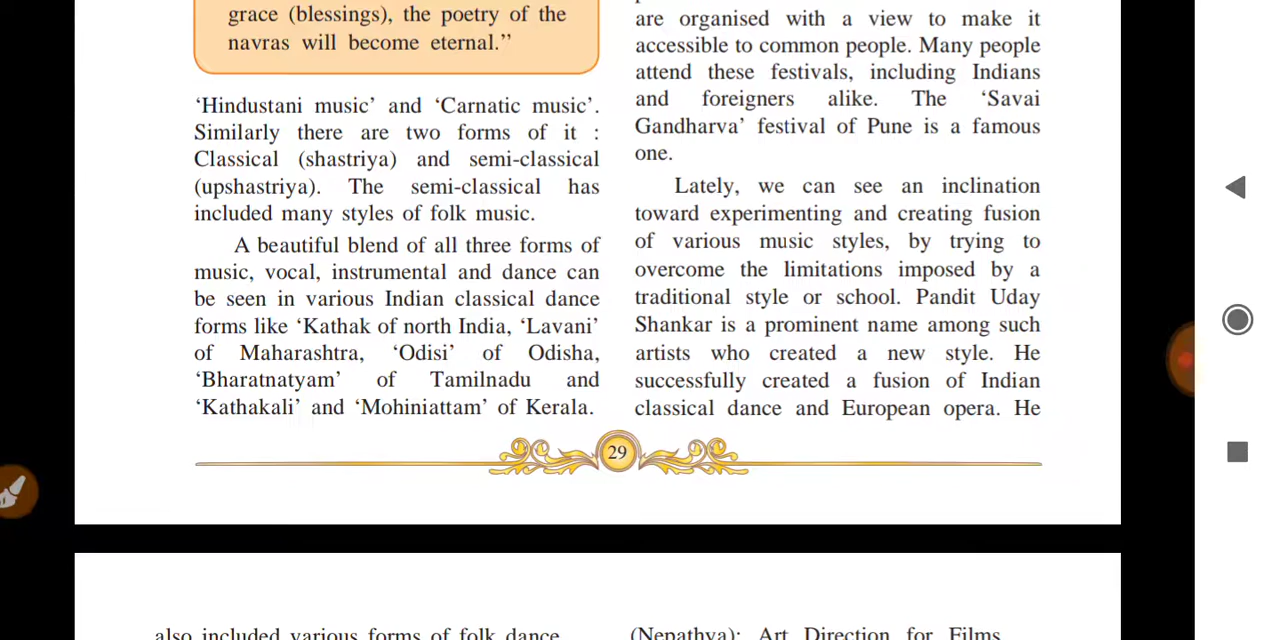 grace (blessings), the poetry of the
navras will become eternal.”
‘Hindustani music’ and ‘Carnatic music’.
Similarly there are two forms of it :
Classical (shastriya) and semi-classical
(upshastriya). The semi-classical has
included many styles of folk music.
A beautiful blend of all three forms of
music, vocal, instrumental and dance can
be seen in various Indian classical dance
forms like ‘Kathak of north India, ‘Lavani’
of Maharashtra, ‘Odisi’ of Odisha,
‘Bharatnatyam’ of Tamilnadu and
‘Kathakali’ and ‘Mohiniattam’ of Kerala.
are organised with a view to make it
accessible to common people. Many people
attend these festivals, including Indians
and foreigners alike. The ‘Savai
Gandharva’ festival of Pune is a famous
one.
Lately, we can see an inclination
toward experimenting and creating fusion
of various music styles, by trying to
overcome the limitations imposed by a
traditional style or school. Pandit Uday
Shankar is a prominent name among such
artists who created a new style. He
successfully created a fusion of Indian
classical dance and European opera. He
29
also included various forms of folk dance
(Nepathya): Art Direction for Films